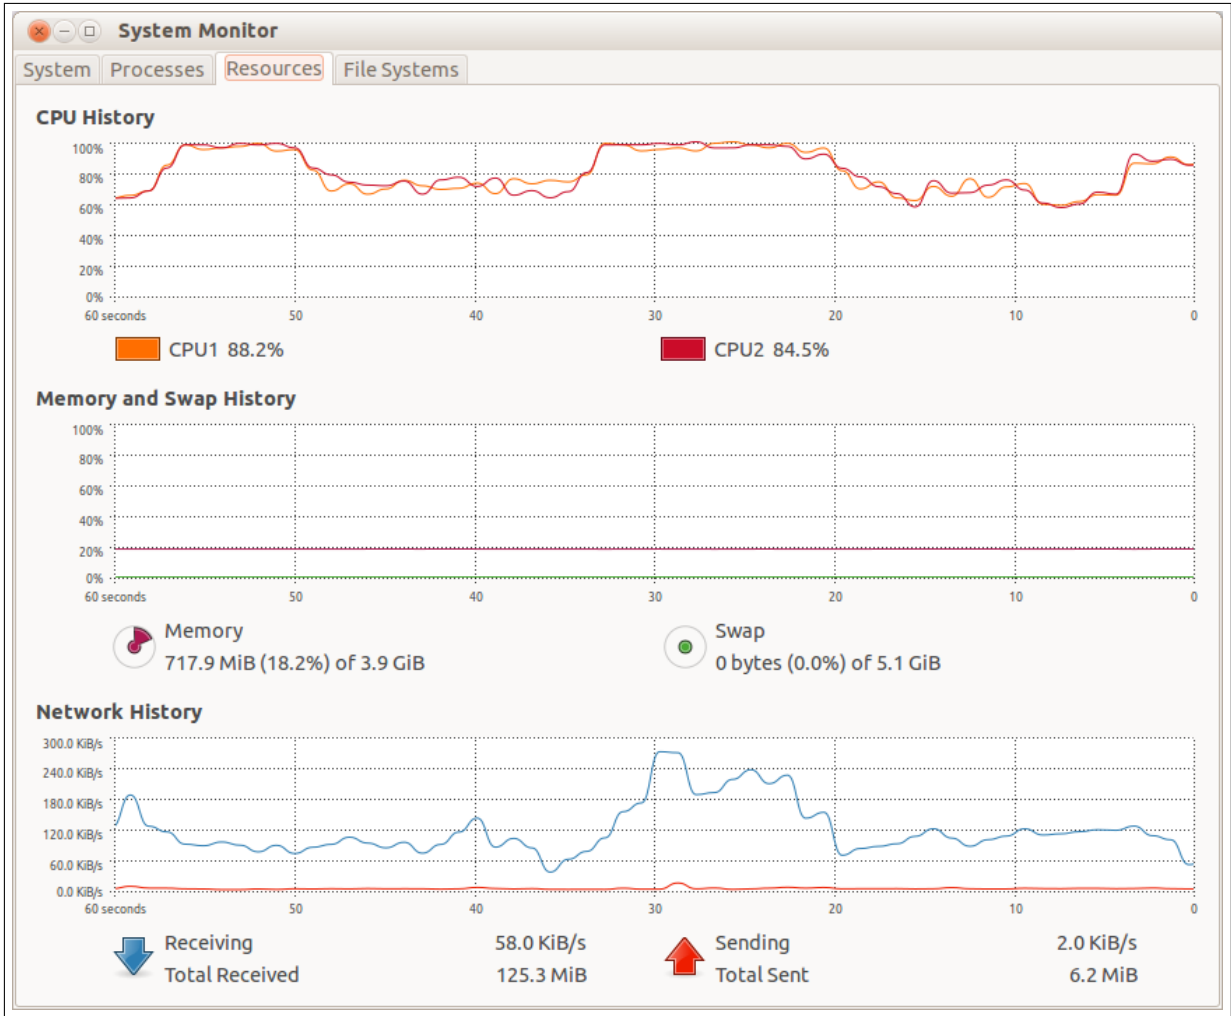 System Monitor
System Processes Resources File Systems
CPU History
100%
80%
60%
40%
20%
0%
60 seconds 50 40 30 20 10 0
CPU1 88.2% CPU2 84.5%
Memory and Swap History
100%
80%
60%
40%
20%
0%
60 seconds 50 40 30 20 10 0
Memory Swap
717.9 MiB (18.2%) of 3.9 GiB 0 bytes (0.0%) of 5.1 GiB
Network History
300.0 KiB/s
240.0 KiB/s
180.0 KiB/s
120.0 KiB/s
60.0 KiB/s
0.0 KiB/s
60 seconds 50 40 30 20 10 0
Receiving 58.0 KiB/s Sending 2.0 KiB/s
Total Received 125.3 MiB Total Sent 6.2 MiB